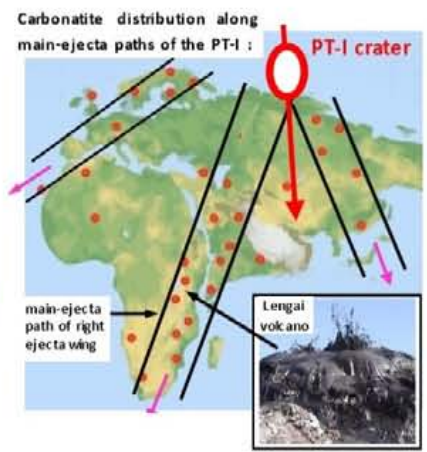 Carbonatite distribution along
main-ejecta paths of the PT-I :
PT-I crater
main-ejecta
path of right
ejecta wing
Lengai
volcano